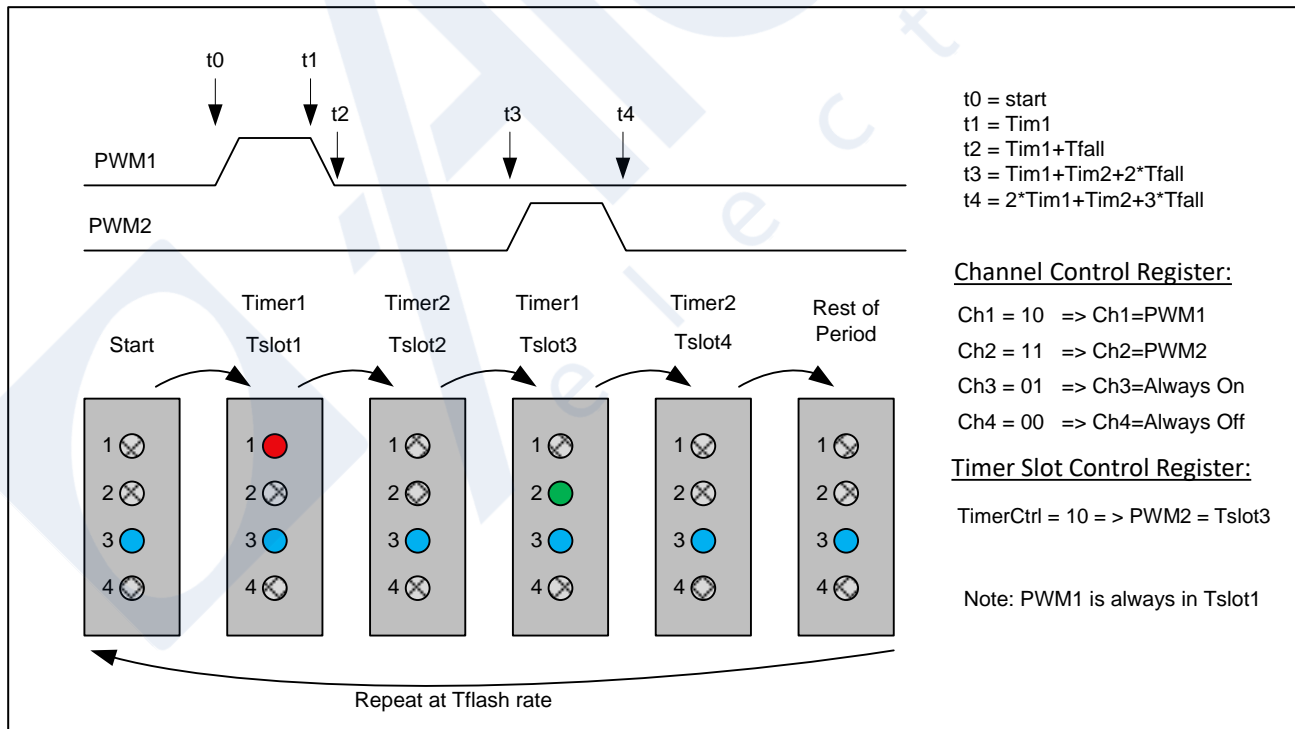 t0
t1
t2
t3
t4
PWM1
PWM2
t0 = start
t1 = Tim1
t2 = Tim1+Tfall
t3 = Tim1+Tim2+2*Tfall
t4 = 2*Tim1+Tim2+3*Tfall
Channel Control Register:
Ch1 = 10 => Ch1=PWM1
Ch2 = 11 => Ch2=PWM2
Ch3 = 01 => Ch3=Always On
Ch4 = 00 => Ch4=Always Off
Timer Slot Control Register:
TimerCtrl = 10 = > PWM2 = Tslot3
Note: PWM1 is always in Tslot1
Start
Timer1
Tslot1
Timer2
Tslot2
Timer1
Tslot3
Timer2
Tslot4
Rest of
Period
1
2
3
4
1
2
3
4
1
2
3
4
1
2
3
4
1
2
3
4
1
2
3
4
Repeat at Tflash rate